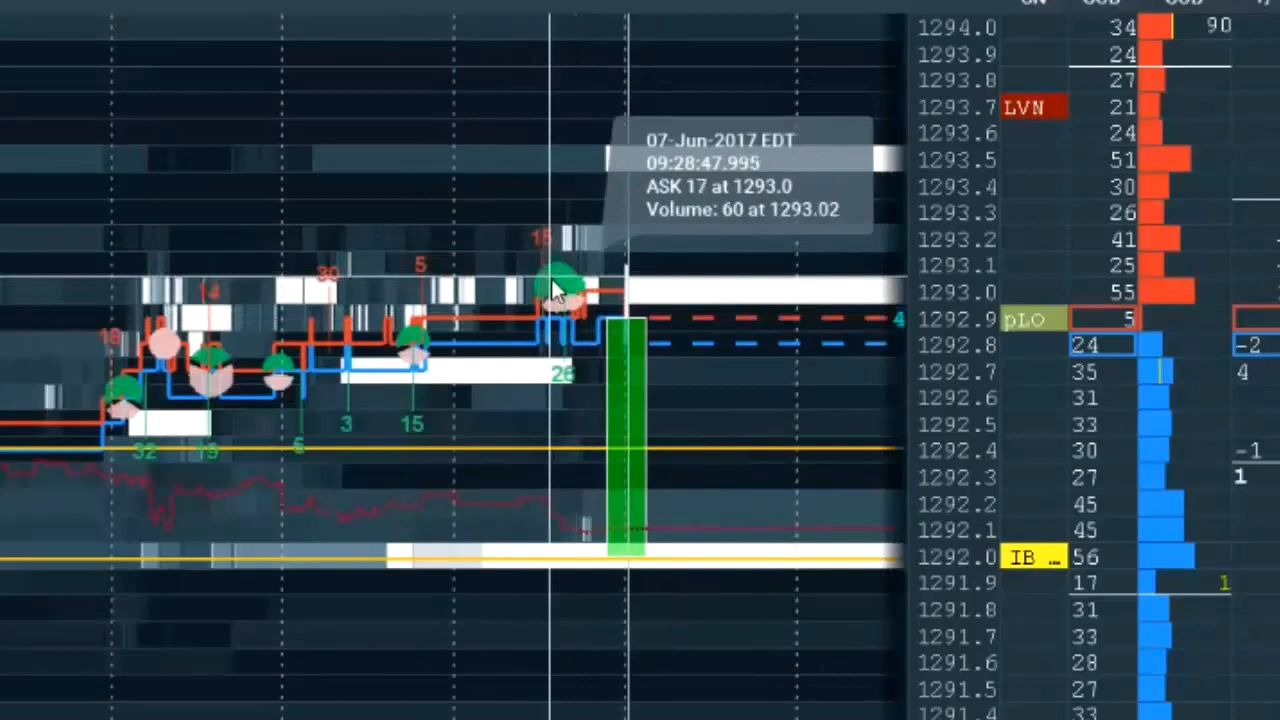 1294.0 34 90
1293.9 24
1293.8 27
1293.7 LVN 21
1293.6 24
07-Jun-2017 EDT
09:28:47.995
ASK 17 at 1293.0
Volume: 60 at 1293.02
1293.5 51
1293.4 30
1293.3 26
15 1293.2 41
30 5 1293.1 25
14 1293.0 55
18 4 1292.9 pLO 5
1292.8 24 -2
26 1292.7 35 4
1292.6 31
3 15 1292.5 33
32 19 5 1292.4 30 -1
1292.3 27 1
1292.2 45
1292.1 45
1292.0 IB ... 56
1291.9 17 1
1291.8 31
1291.7 33
1291.6 28
1291.5 27
1291.4 33